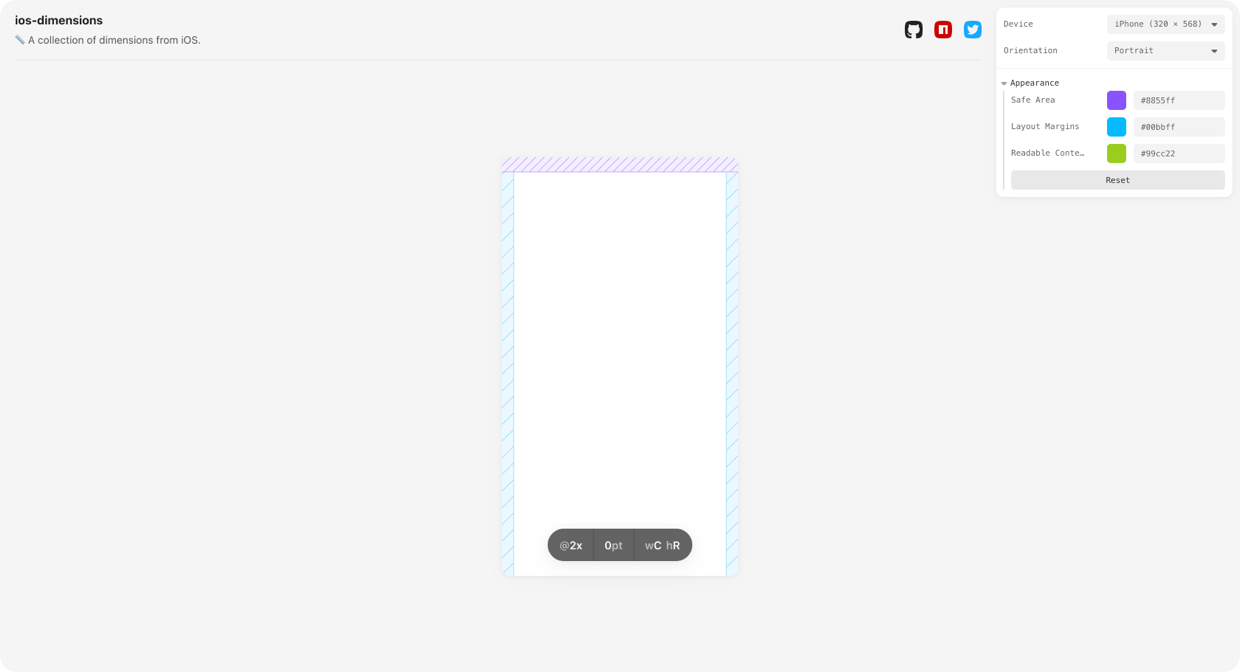 ios-dimensions
📏 A collection of dimensions from iOS.
Device
iPhone (320 × 568)
Orientation
Portrait
Appearance
Safe Area
#8855ff
Layout Margins
#00bbff
Readable Conte…
#99cc22
Reset
@2x
0pt
wC hR